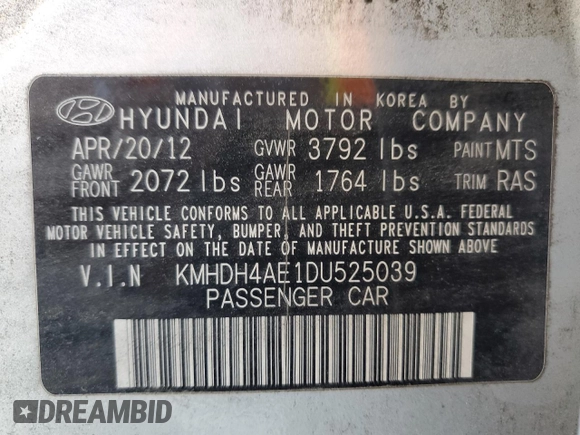 MANUFACTURED IN KOREA BY
HYUNDAI MOTOR COMPANY
APR/20/12 GVWR 3792 lbs PAINT MTS
GAWR FRONT 2072 lbs GAWR REAR 1764 lbs TRIM RAS
THIS VEHICLE CONFORMS TO ALL APPLICABLE U.S.A. FEDERAL
MOTOR VEHICLE SAFETY, BUMPER, AND THEFT PREVENTION STANDARDS
IN EFFECT ON THE DATE OF MANUFACTURE SHOWN ABOVE
V.I.N KMHDH4AE1DU525039
PASSENGER CAR
DREAMBID